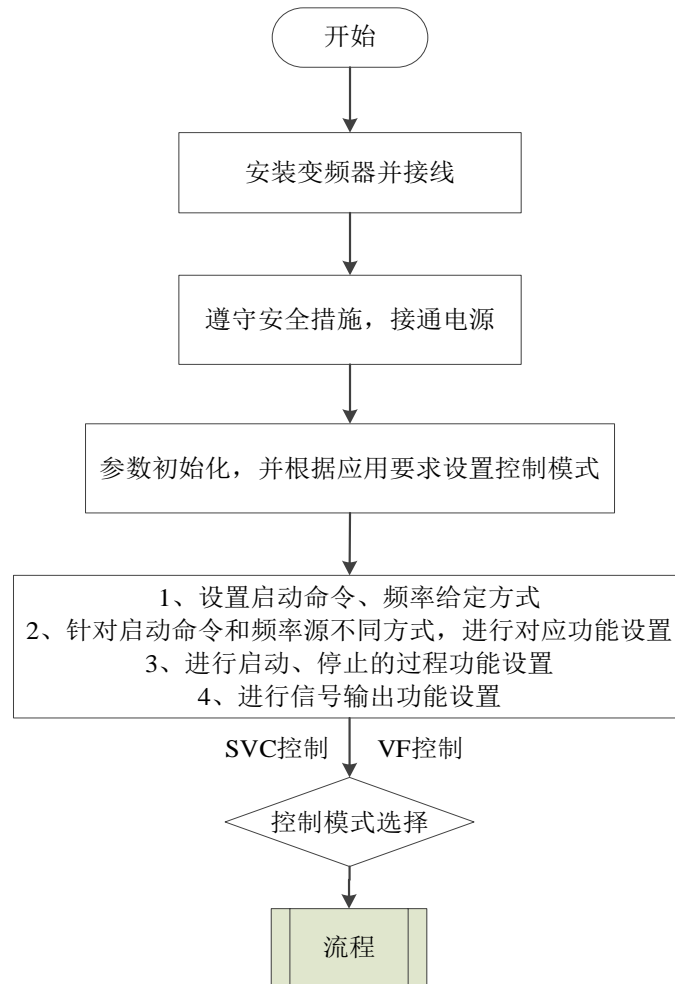 开始
安装变频器并接线
遵守安全措施，接通电源
参数初始化，并根据应用要求设置控制模式
1、设置启动命令、频率给定方式
2、针对启动命令和频率源不同方式，进行对应功能设置
3、进行启动、停止的过程功能设置
4、进行信号输出功能设置
SVC控制 VF控制
控制模式选择
流程